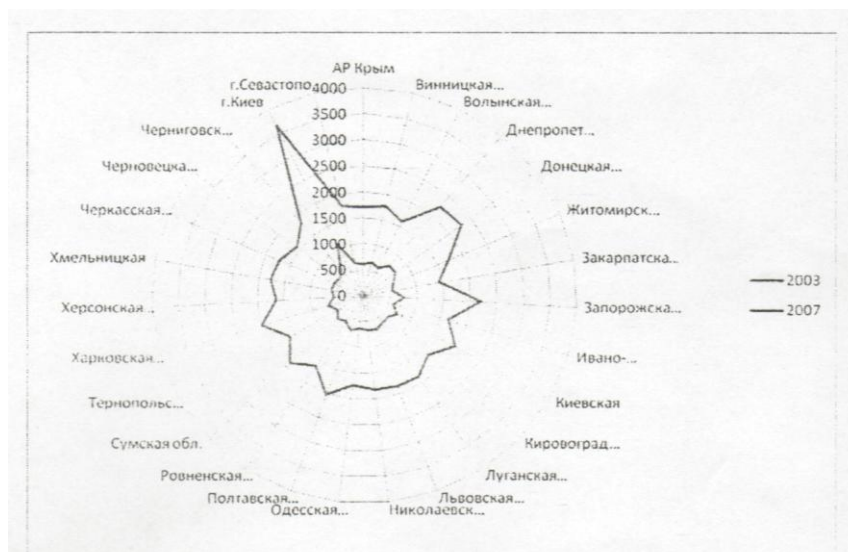 АР Крым
г.Севастопо...
г.Киев
Черниговск...
Черновецка...
Черкасская...
Хмельницкая
Херсонская...
Харковская...
Тернопольс...
Сумская обл.
Ровненская...
Полтавская...
Одесская...
Николаевск...
Львовская...
Луганская...
Кировоград...
Киевская
Ивано-...
Запорожска...
Закарпатска...
Житомирск...
Донецкая...
Днепропет...
Волынская...
Винницкая...
4000
3500
3000
2500
2000
1500
1000
500
0
2003
2007